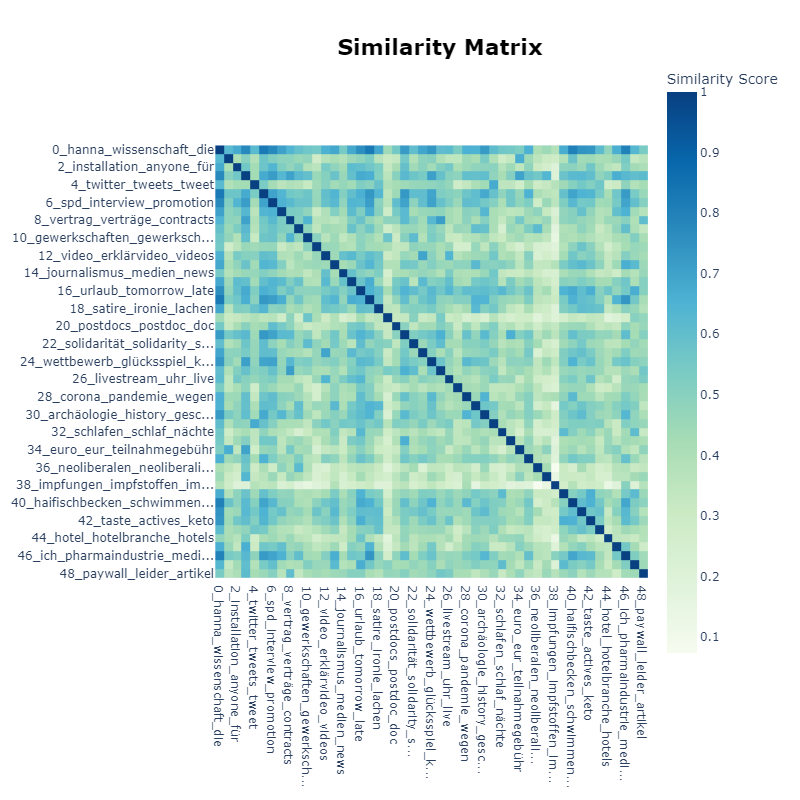 Similarity Matrix
Similarity Score
1
0.9
0.8
0.7
0.6
0.5
0.4
0.3
0.2
0.1
0_hanna_wissenschaft_die
2_installation_anyone_für
4_twitter_tweets_tweet
6_spd_interview_promotion
8_vertrag_verträge_contracts
10_gewerkschaften_gewerksch...
12_video_erklärvideo_videos
14_journalismus_medien_news
16_urlaub_tomorrow_late
18_satire_ironie_lachen
20_postdocs_postdoc_doc
22_solidarität_solidarity_s...
24_wettbewerb_glücksspiel_k...
26_livestream_uhr_live
28_corona_pandemie_wegen
30_archäologie_history_gesc...
32_schlafen_schlaf_nächte
34_euro_eur_teilnahmegebühr
36_neoliberalen_neoliberali...
38_impfungen_impfstoffen_im...
40_haifischbecken_schwimmen...
42_taste_actives_keto
44_hotel_hotelbranche_hotels
46_ich_pharmaindustrie_medi...
48_paywall_leider_artikel
0_hanna_wissenschaft_die
2_installation_anyone_für
4_twitter_tweets_tweet
6_spd_interview_promotion
8_vertrag_verträge_contracts
10_gewerkschaften_gewerksch...
12_video_erklärvideo_videos
14_journalismus_medien_news
16_urlaub_tomorrow_late
18_satire_ironie_lachen
20_postdocs_postdoc_doc
22_solidarität_solidarity_s...
24_wettbewerb_glücksspiel_k...
26_livestream_uhr_live
28_corona_pandemie_wegen
30_archäologie_history_gesc...
32_schlafen_schlaf_nächte
34_euro_eur_teilnahmegebühr
36_neoliberalen_neoliberali...
38_impfungen_impfstoffen_im...
40_haifischbecken_schwimmen...
42_taste_actives_keto
44_hotel_hotelbranche_hotels
46_ich_pharmaindustrie_medi...
48_paywall_leider_artikel